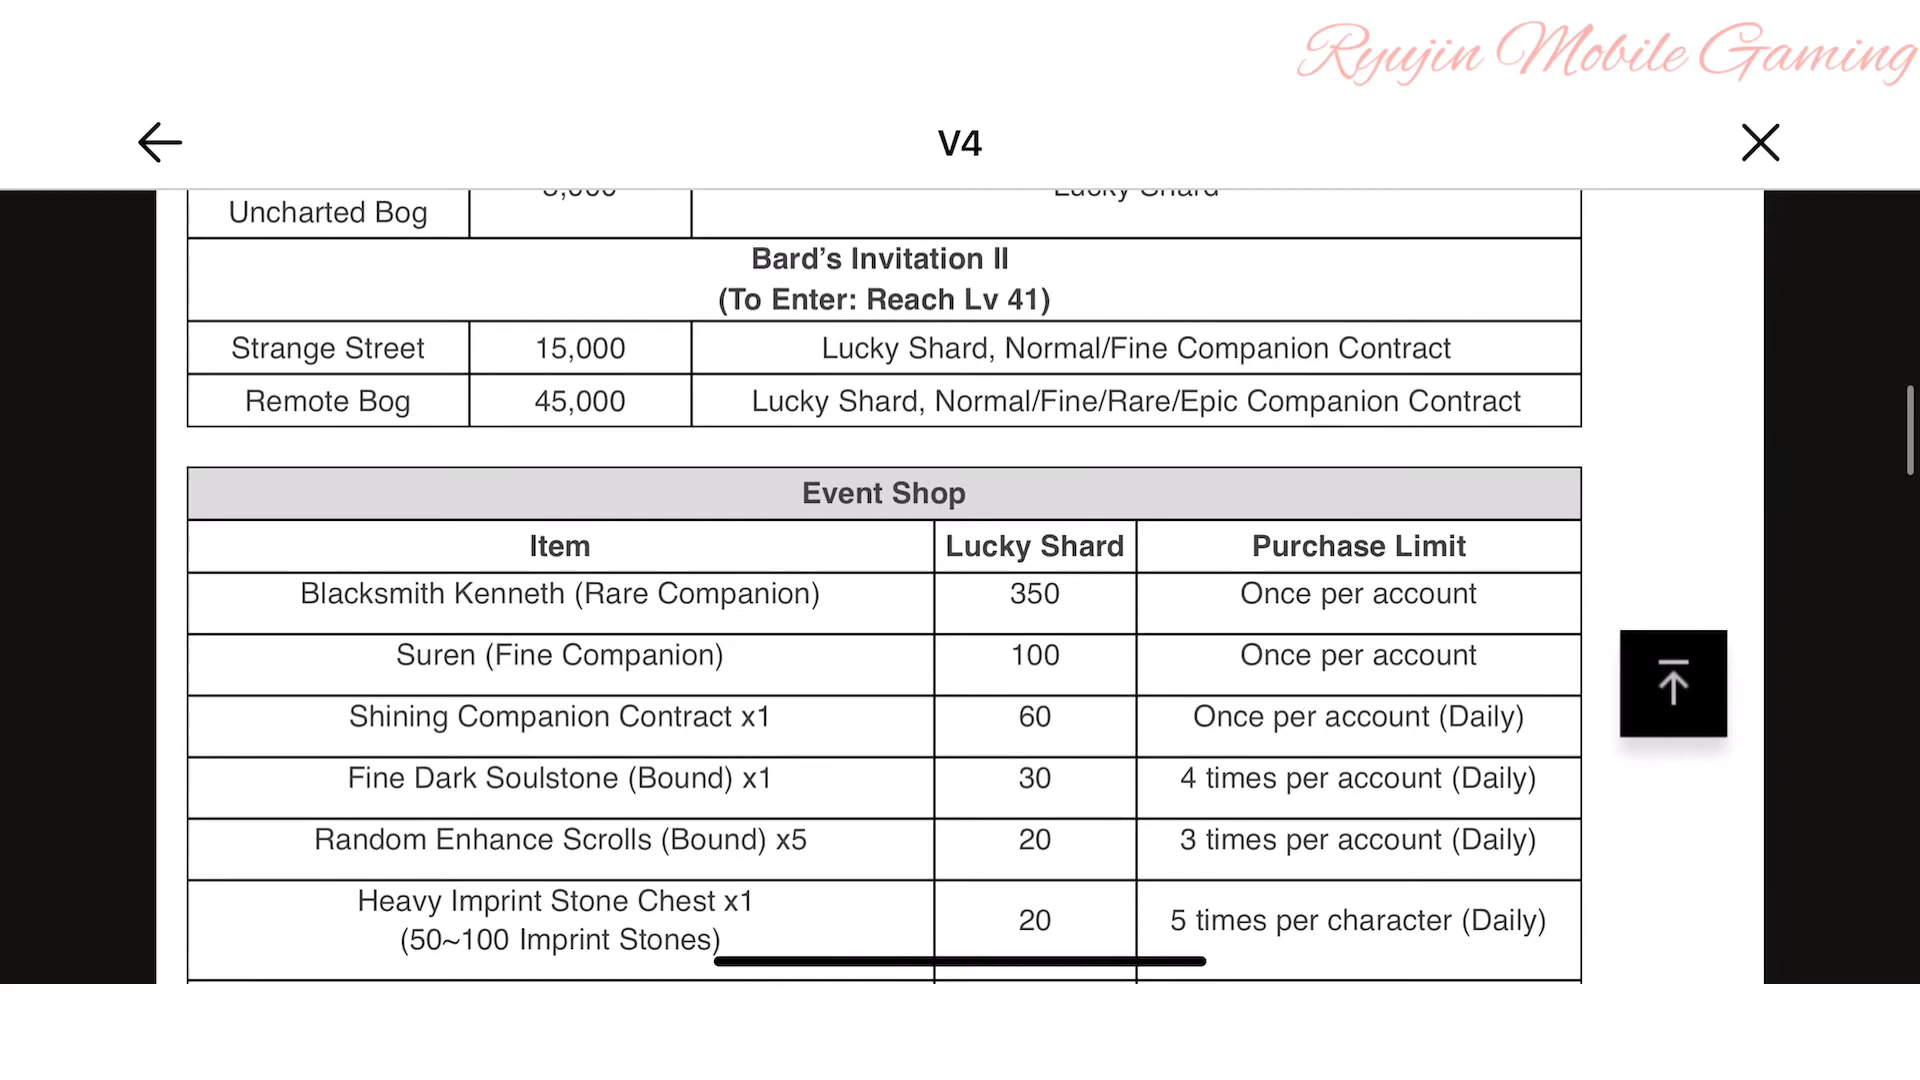 Ryujin Mobile Gaming
V4
Lucky Shard
Uncharted Bog
Bard’s Invitation II
(To Enter: Reach Lv 41)
Strange Street 15,000 Lucky Shard, Normal/Fine Companion Contract
Remote Bog 45,000 Lucky Shard, Normal/Fine/Rare/Epic Companion Contract
Event Shop
Item Lucky Shard Purchase Limit
Blacksmith Kenneth (Rare Companion) 350 Once per account
Suren (Fine Companion) 100 Once per account
Shining Companion Contract x1 60 Once per account (Daily)
Fine Dark Soulstone (Bound) x1 30 4 times per account (Daily)
Random Enhance Scrolls (Bound) x5 20 3 times per account (Daily)
Heavy Imprint Stone Chest x1
(50~100 Imprint Stones) 20 5 times per character (Daily)